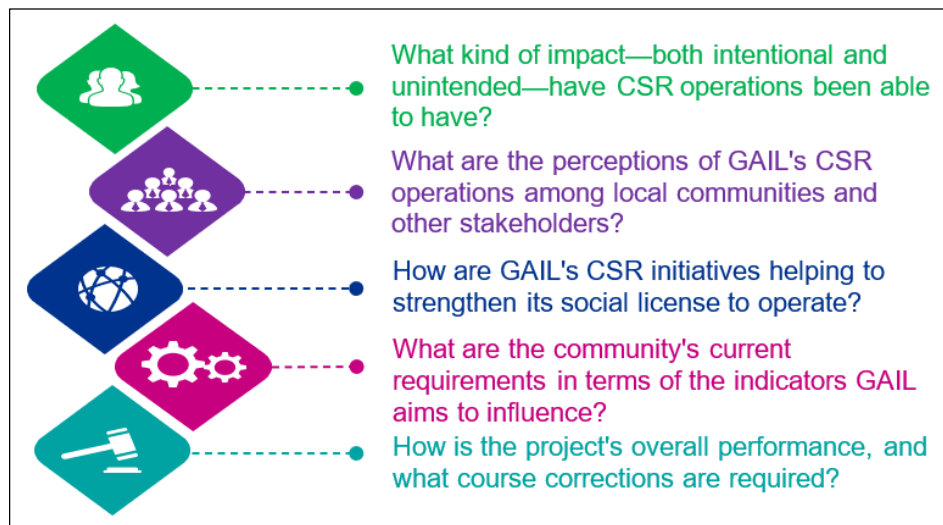 What kind of impact—both intentional and
unintended—have CSR operations been able
to have?
What are the perceptions of GAIL's CSR
operations among local communities and
other stakeholders?
How are GAIL's CSR initiatives helping to
strengthen its social license to operate?
What are the community's current
requirements in terms of the indicators GAIL
aims to influence?
How is the project's overall performance, and
what course corrections are required?